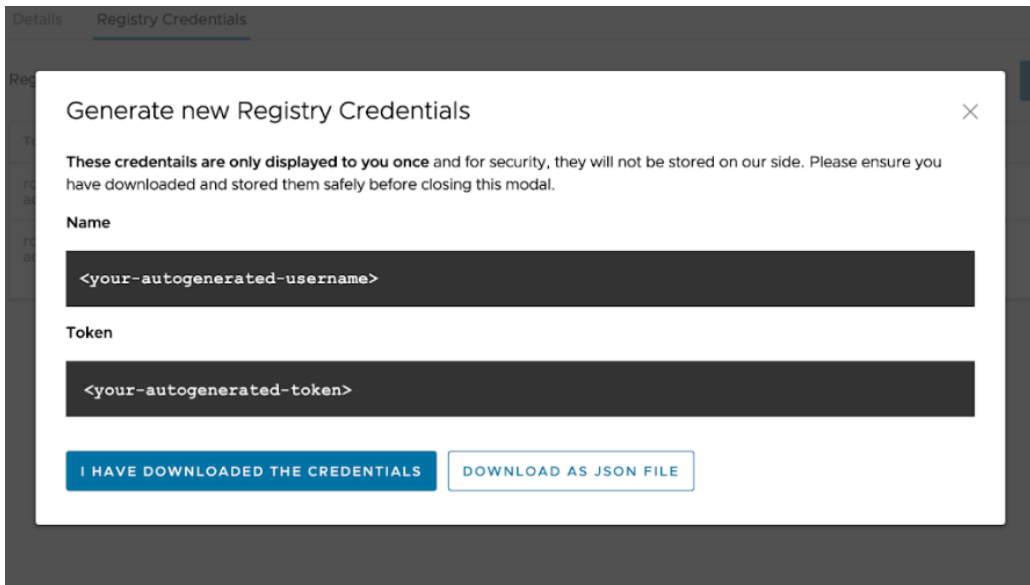 Details Registry Credentials
Reg
Generate new Registry Credentials
To
These credentails are only displayed to you once and for security, they will not be stored on our side. Please ensure you
have downloaded and stored them safely before closing this modal.
Name
<your-autogenerated-username>
Token
<your-autogenerated-token>
I HAVE DOWNLOADED THE CREDENTIALS DOWNLOAD AS JSON FILE